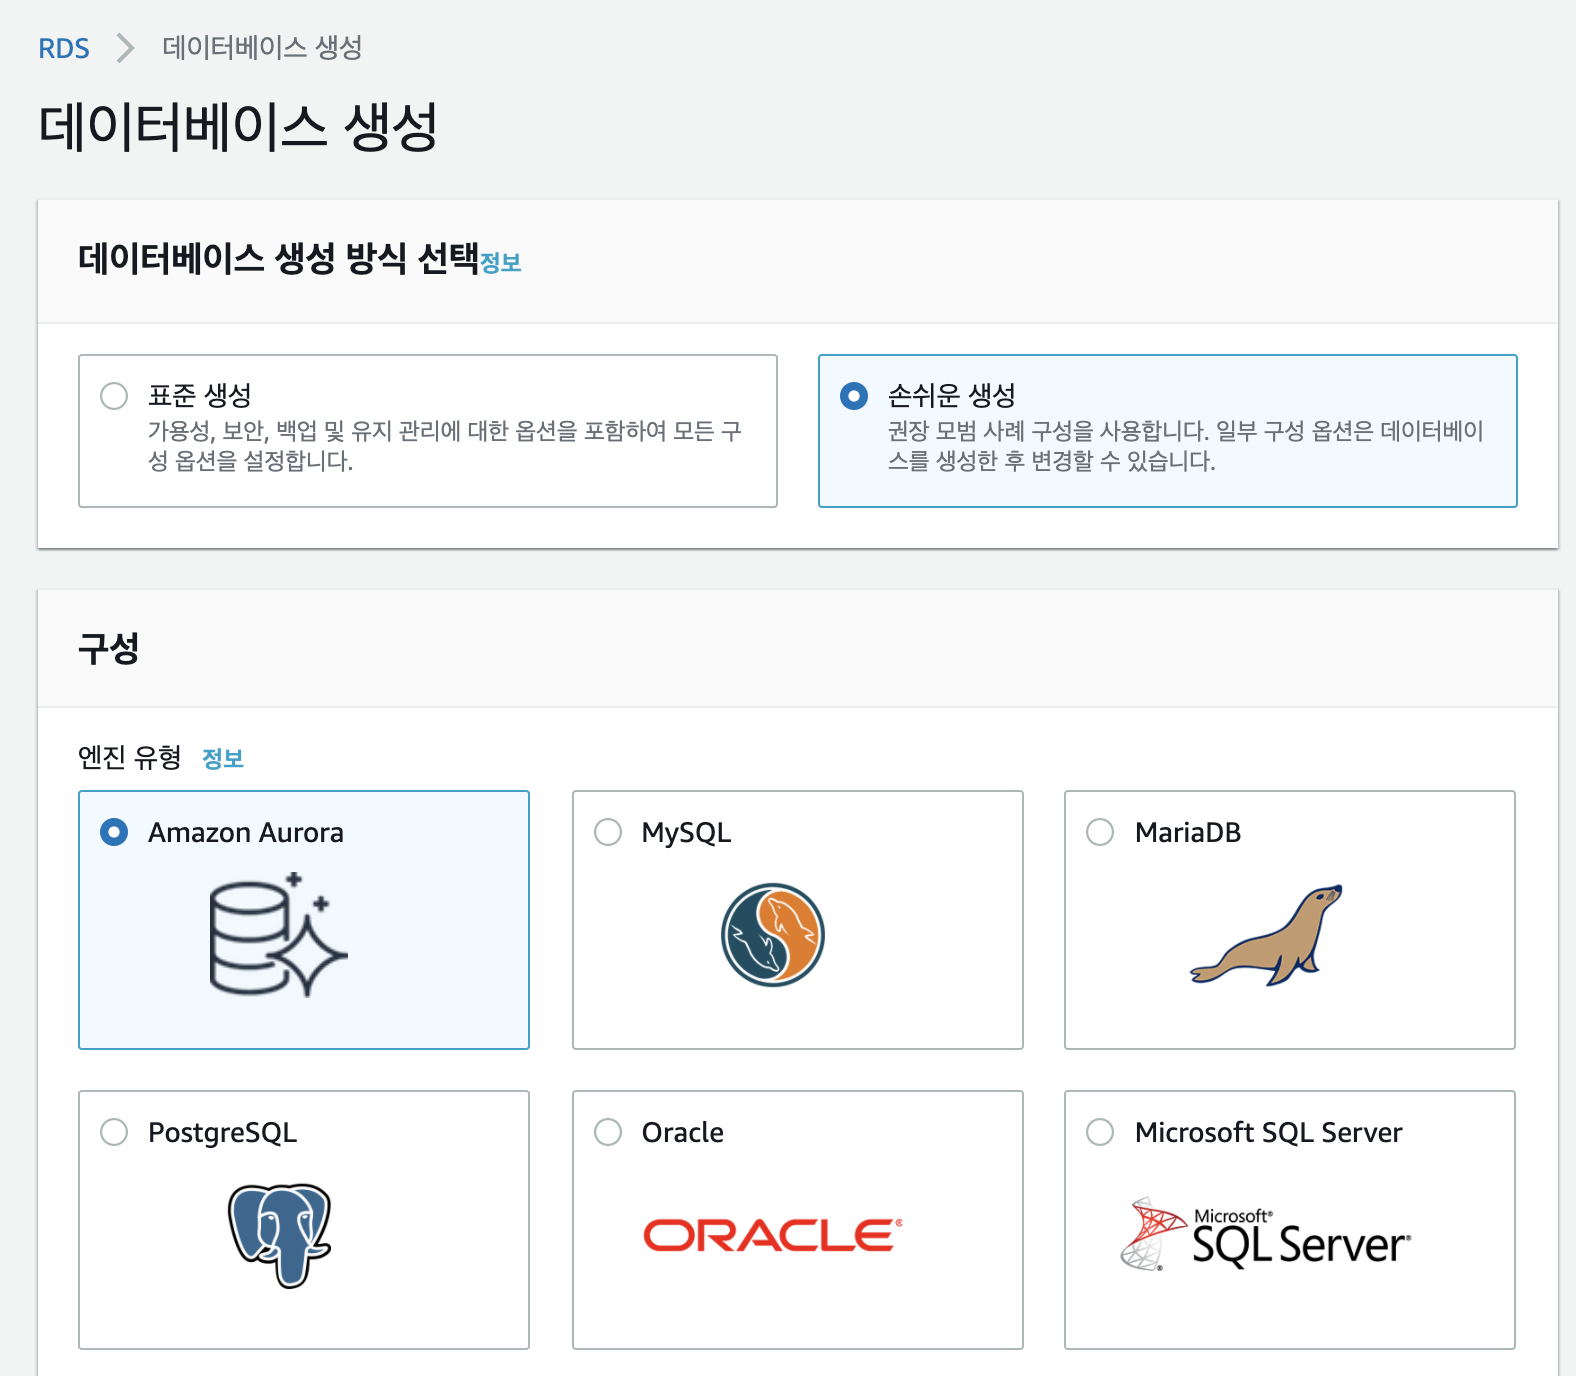 RDS 데이터베이스 생성
데이터베이스 생성
데이터베이스 생성 방식 선택정보
표준 생성
가용성, 보안, 백업 및 유지 관리에 대한 옵션을 포함하여 모든 구
성 옵션을 설정합니다.
손쉬운 생성
권장 모범 사례 구성을 사용합니다. 일부 구성 옵션은 데이터베이
스를 생성한 후 변경할 수 있습니다.
구성
엔진 유형 정보
Amazon Aurora
MySQL
MariaDB
PostgreSQL
Oracle
ORACLE®
Microsoft SQL Server
Microsoft®
SQL Server®